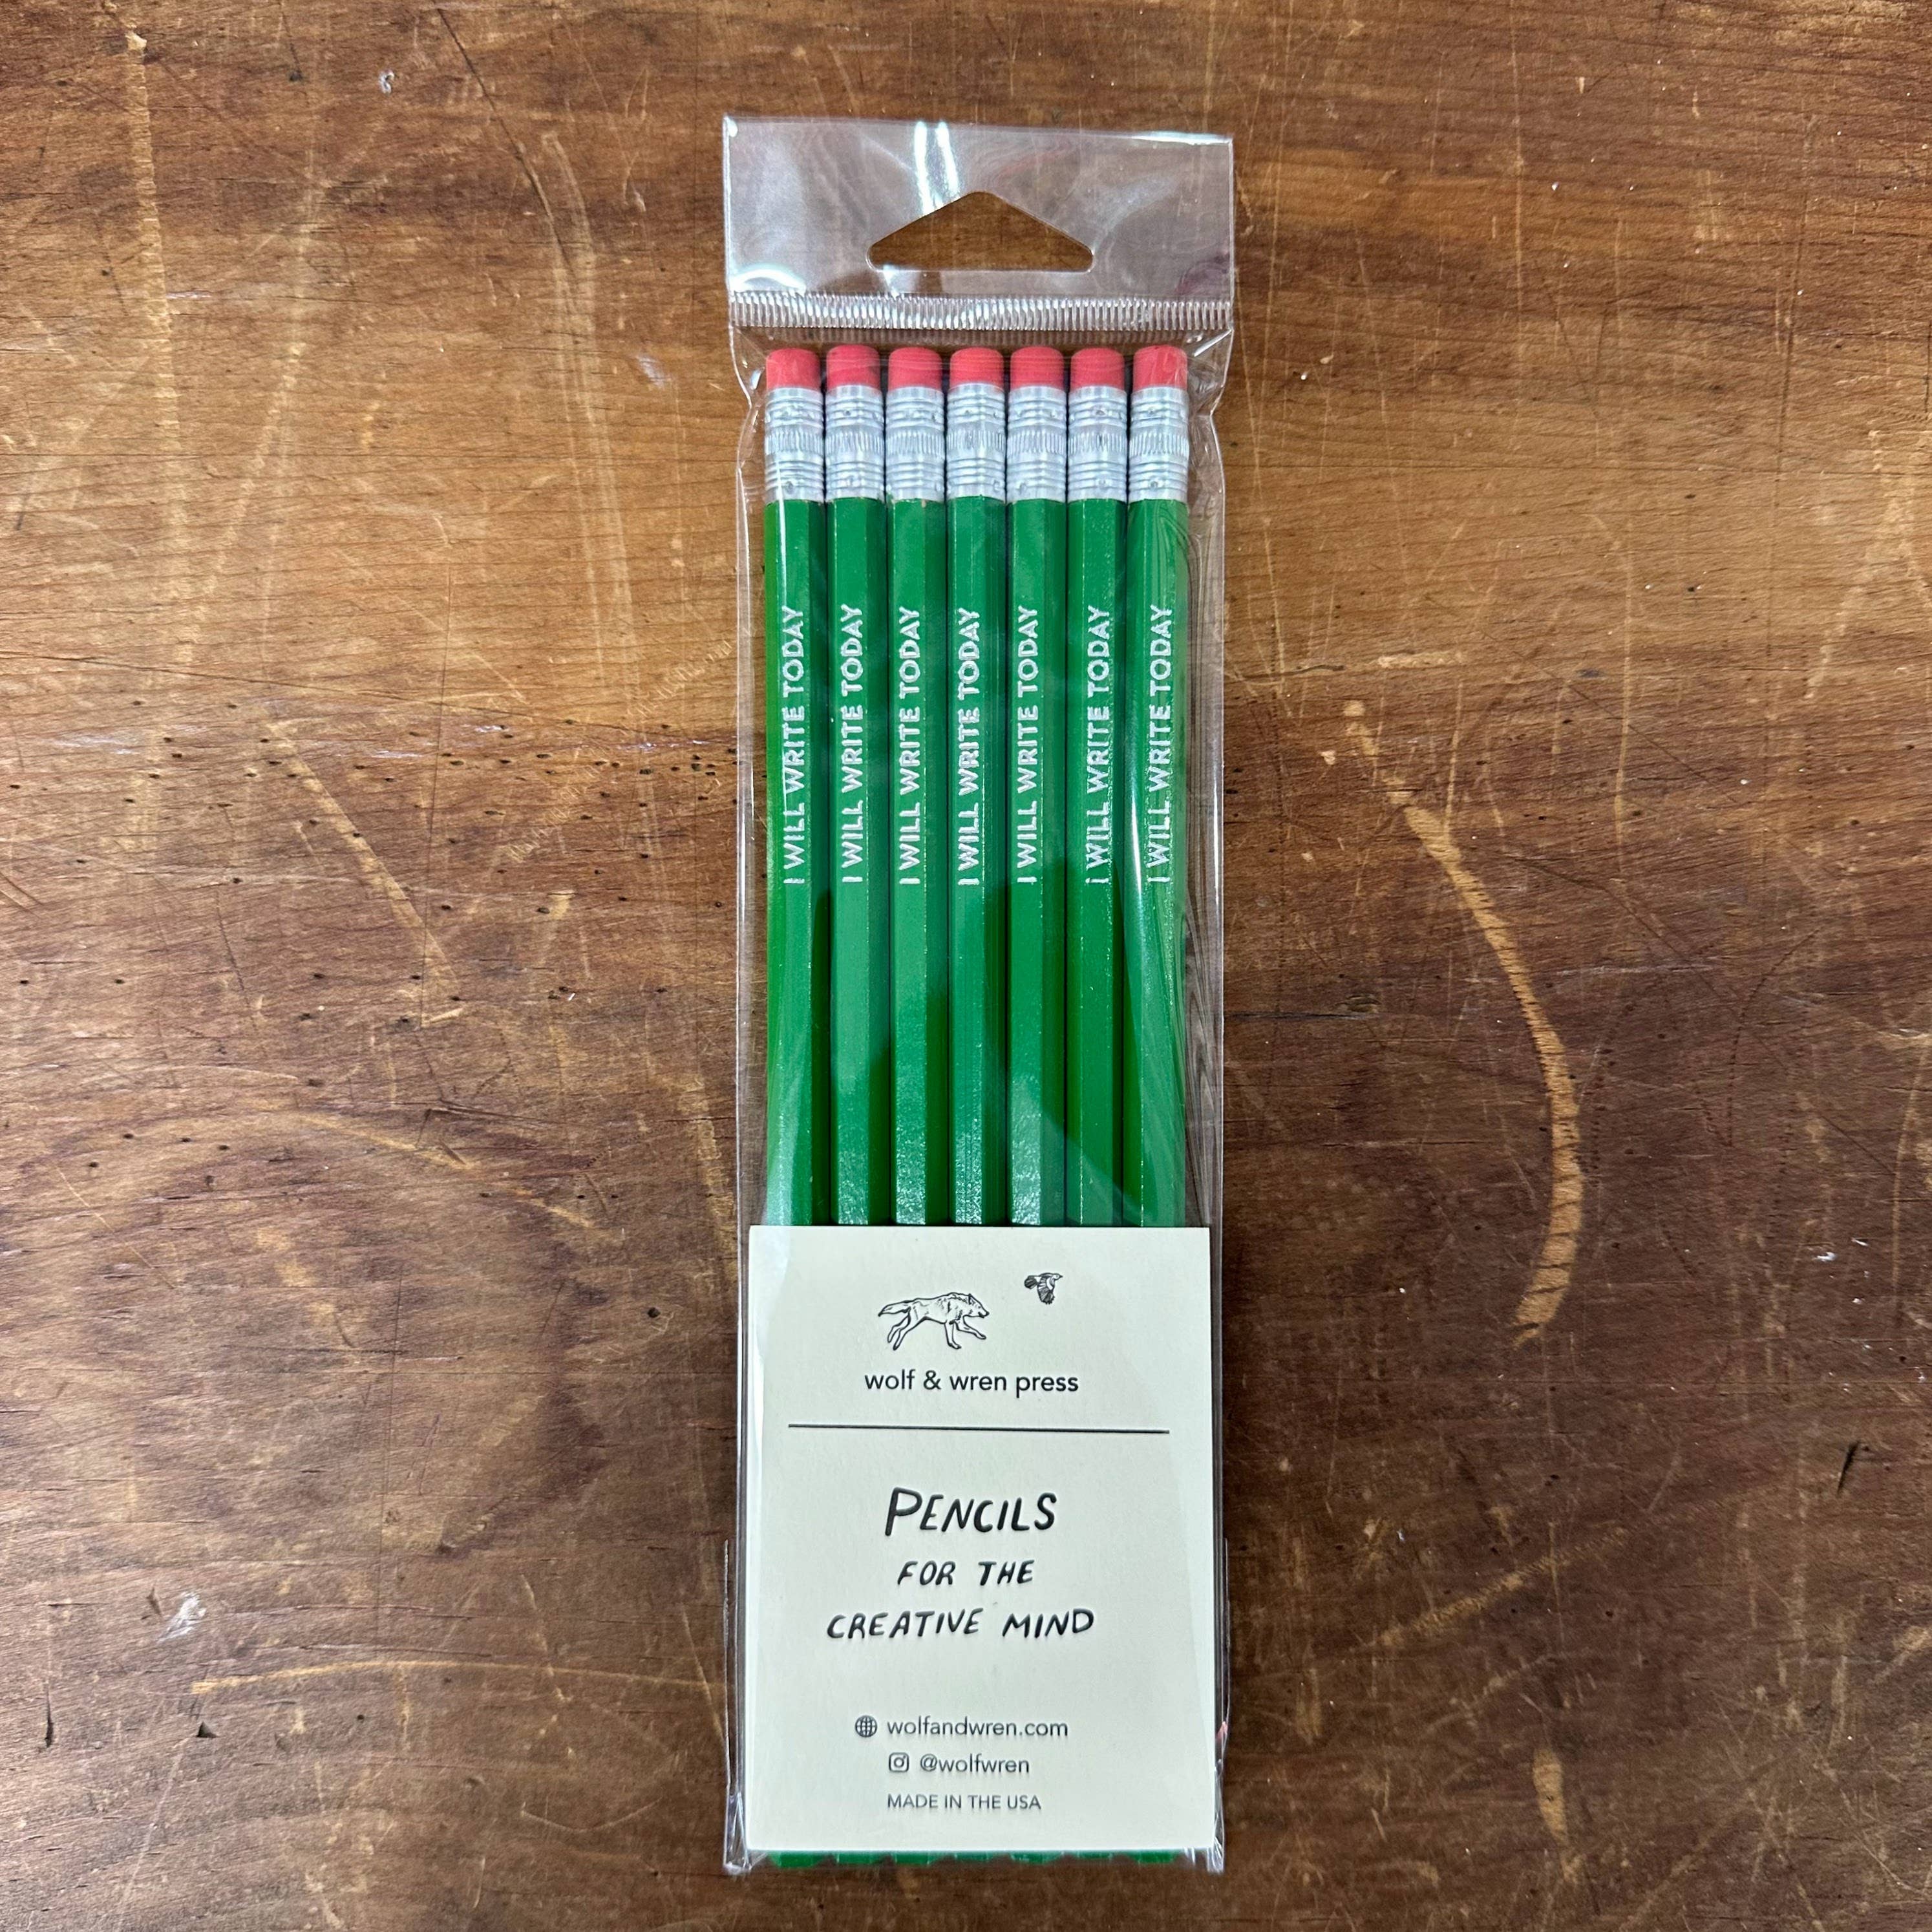 I WILL WRITE TODAY
I WILL WRITE TODAY
I WILL WRITE TODAY
I WILL WRITE TODAY
I WILL WRITE TODAY
I WILL WRITE TODAY
I WILL WRITE TODAY
wolf & wren press
PENCILS
FOR THE
CREATIVE MIND
wolfandwren.com
@wolfwren
MADE IN THE USA